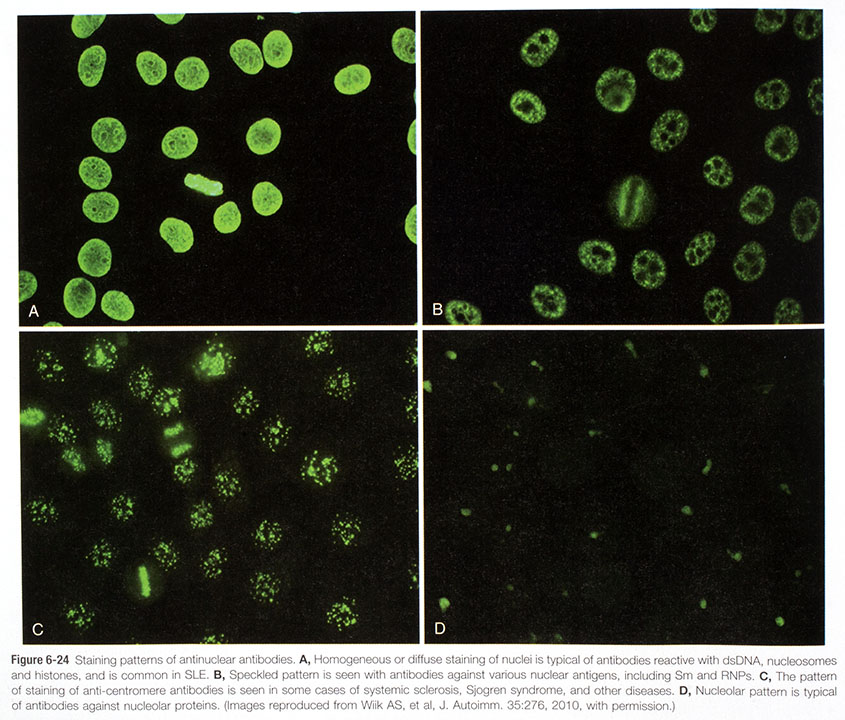 A
B
C
D
Figure 6-24 Staining patterns of antinuclear antibodies. A, Homogeneous or diffuse staining of nuclei is typical of antibodies reactive with dsDNA, nucleosomes
and histones, and is common in SLE. B, Speckled pattern is seen with antibodies against various nuclear antigens, including Sm and RNPs. C, The pattern
of staining of anti-centromere antibodies is seen in some cases of systemic sclerosis, Sjogren syndrome, and other diseases. D, Nucleolar pattern is typical
of antibodies against nucleolar proteins. (Images reproduced from Wiik AS, et al, J. Autoimm. 35:276, 2010, with permission.)